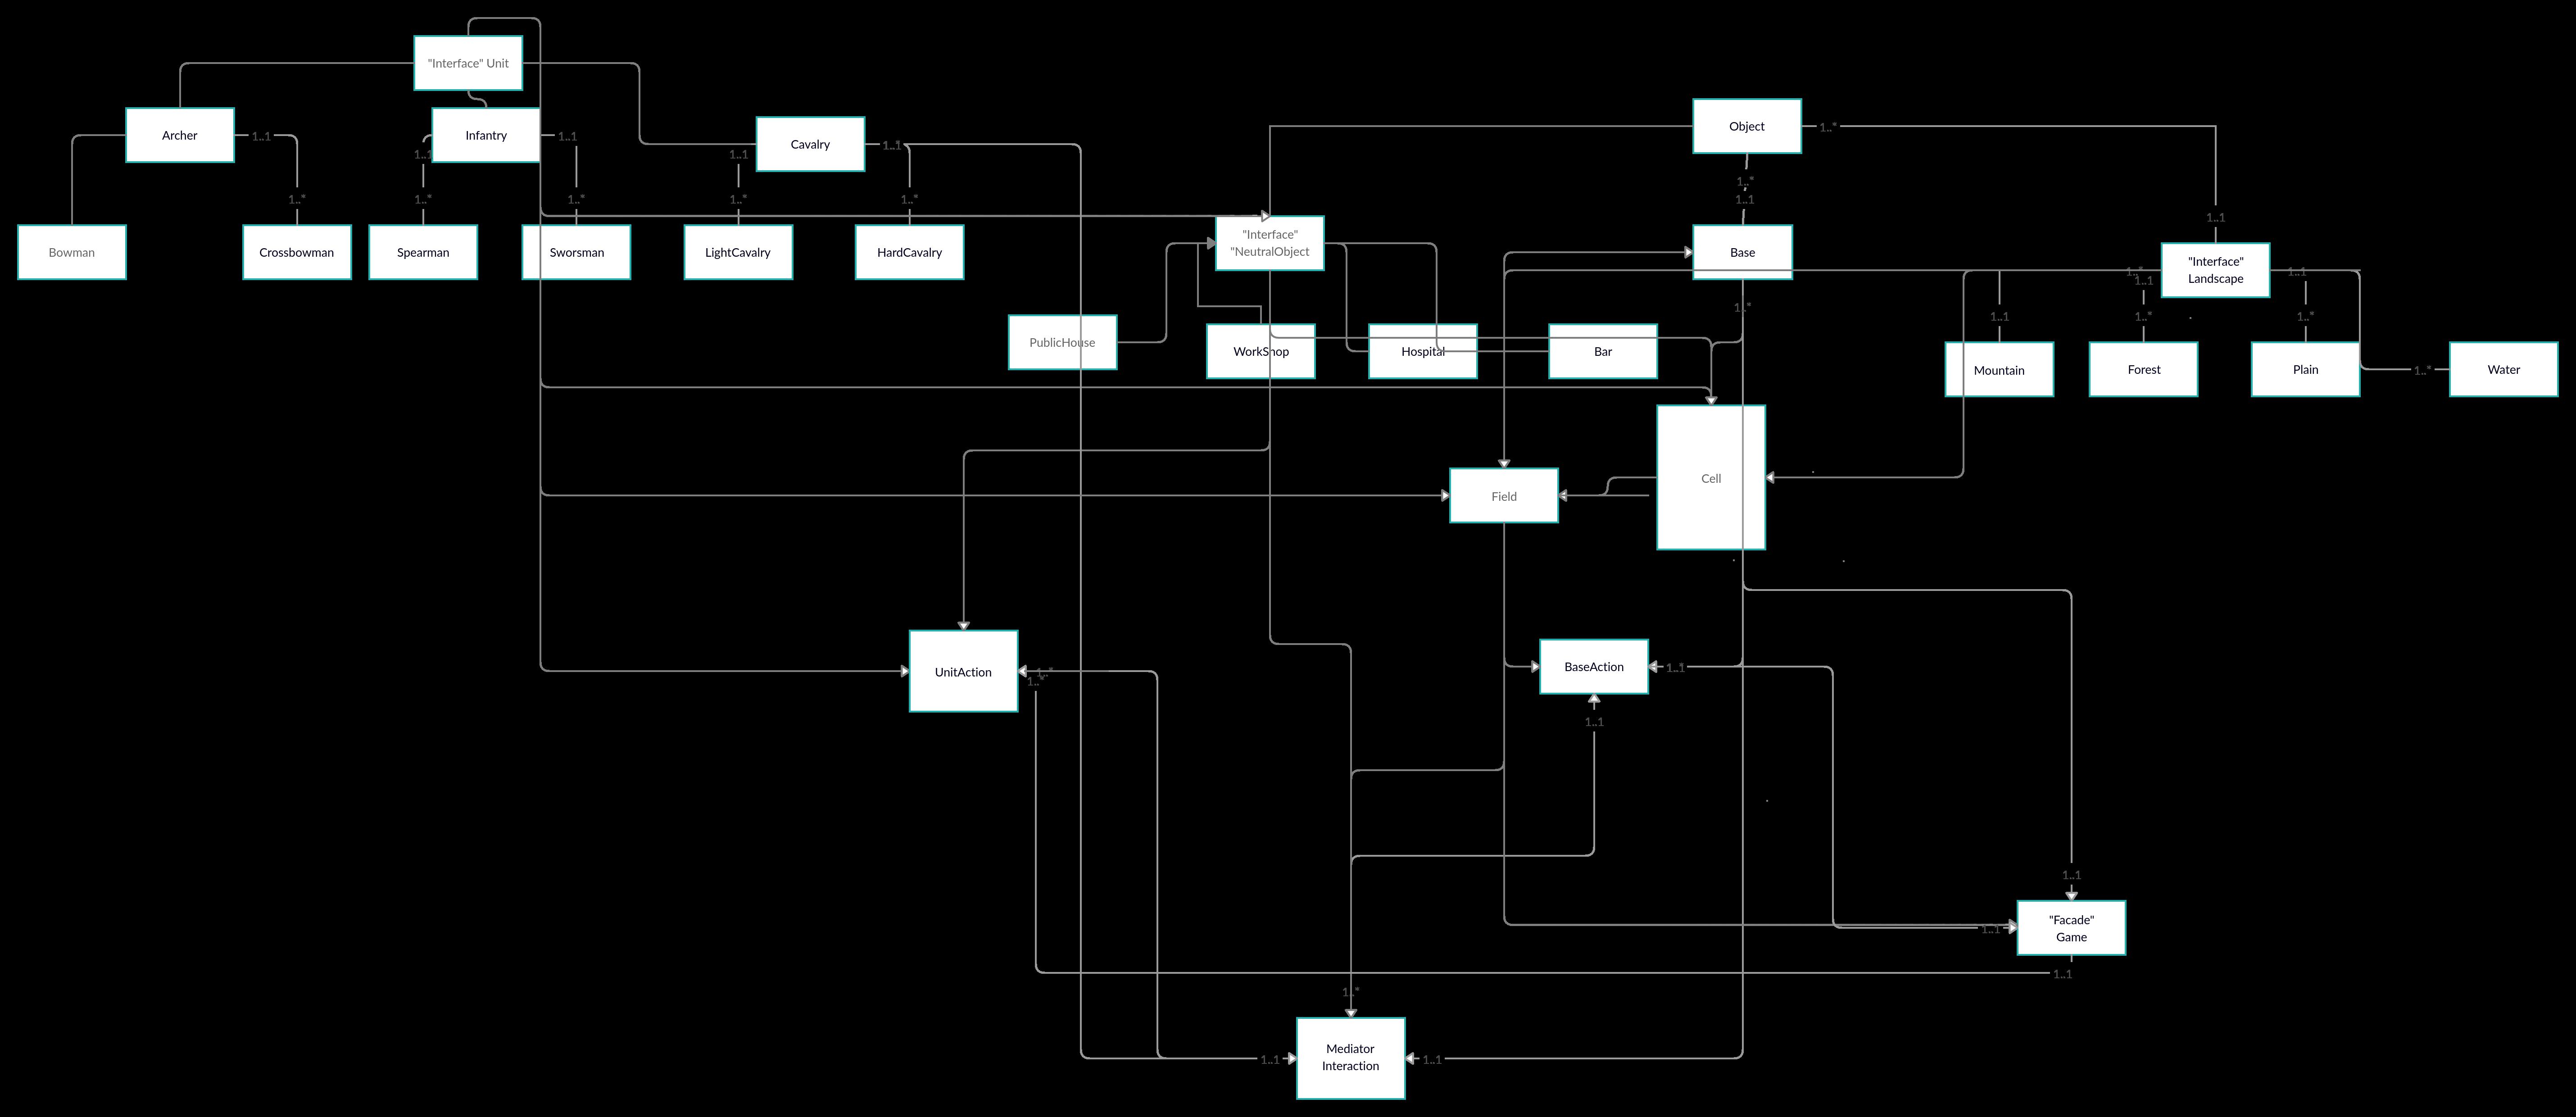 "Interface" Unit
Object
1..*
Archer
1..1
Infantry
1..1
1..1
Cavalry
1..1
1..1
1..*
1..1
1..*
1..*
1..*
1..*
1..*
1..1
Bowman
Crossbowman
Spearman
Sworsman
LightCavalry
HardCavalry
"Interface"
"NeutralObject
Base
"Interface"
Landscape
1..*
1..1
1..1
1..*
1..1
1..*
1..*
PublicHouse
WorkShop
Hospital
Bar
Mountain
Forest
Plain
1..*
Water
Cell
Field
UnitAction
1..*
1..*
BaseAction
1..1
1..1
1..1
"Facade"
Game
1..1
1..1
1..*
Mediator
Interaction
1..1
1..1